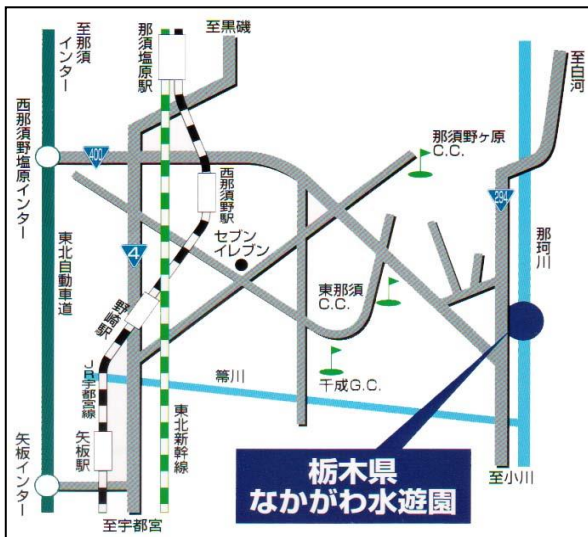 至那須
インター
那須塩原駅
至黒磯
至白河
西那須野塩原インター
400
那須野ヶ原
C.C.
西那須野駅
294
4
セブン
イレブン
那珂川
東北自動車道
野崎駅
東那須
C.C.
JR宇都宮線
箒川
千成G.C.
矢板駅
東北新幹線
矢板インター
栃木県
なかがわ水遊園
至小川
至宇都宮